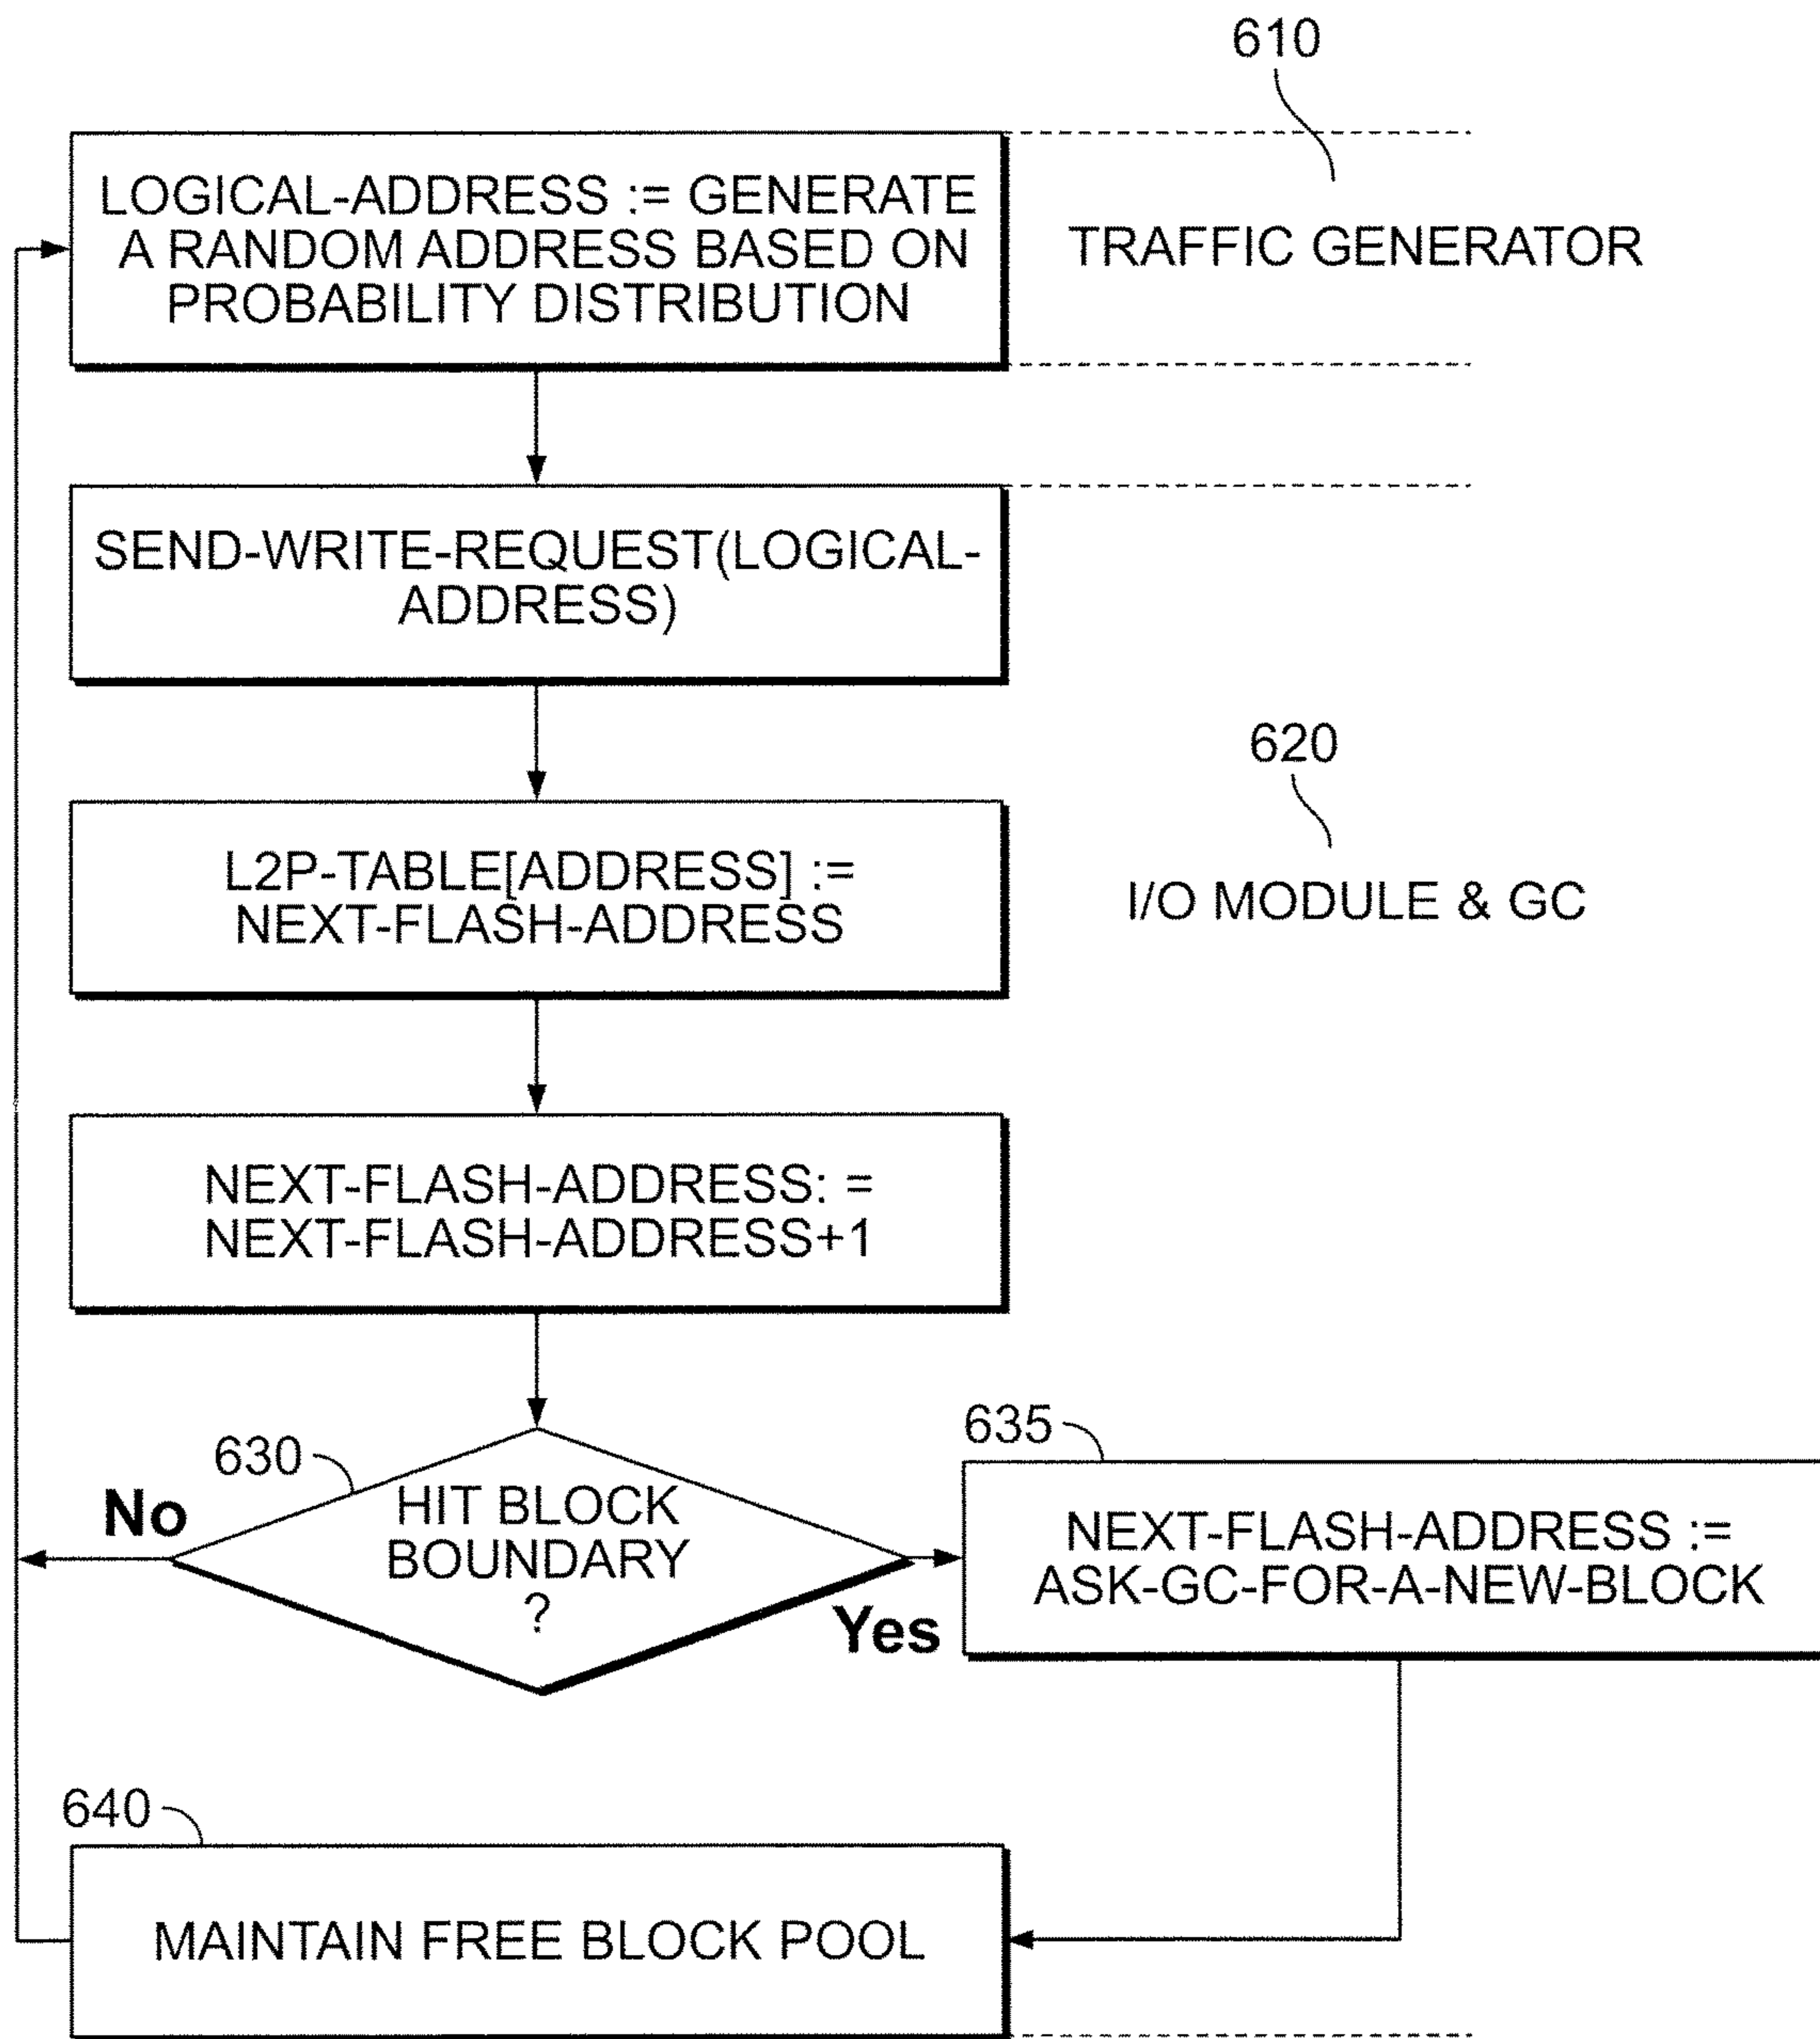 610
LOGICAL-ADDRESS := GENERATE
A RANDOM ADDRESS BASED ON
PROBABILITY DISTRIBUTION
TRAFFIC GENERATOR
SEND-WRITE-REQUEST(LOGICAL-
ADDRESS)
620
L2P-TABLE[ADDRESS] :=
NEXT-FLASH-ADDRESS
I/O MODULE & GC
NEXT-FLASH-ADDRESS: =
NEXT-FLASH-ADDRESS+1
630
No
HIT BLOCK
BOUNDARY
?
Yes
635
NEXT-FLASH-ADDRESS :=
ASK-GC-FOR-A-NEW-BLOCK
640
MAINTAIN FREE BLOCK POOL